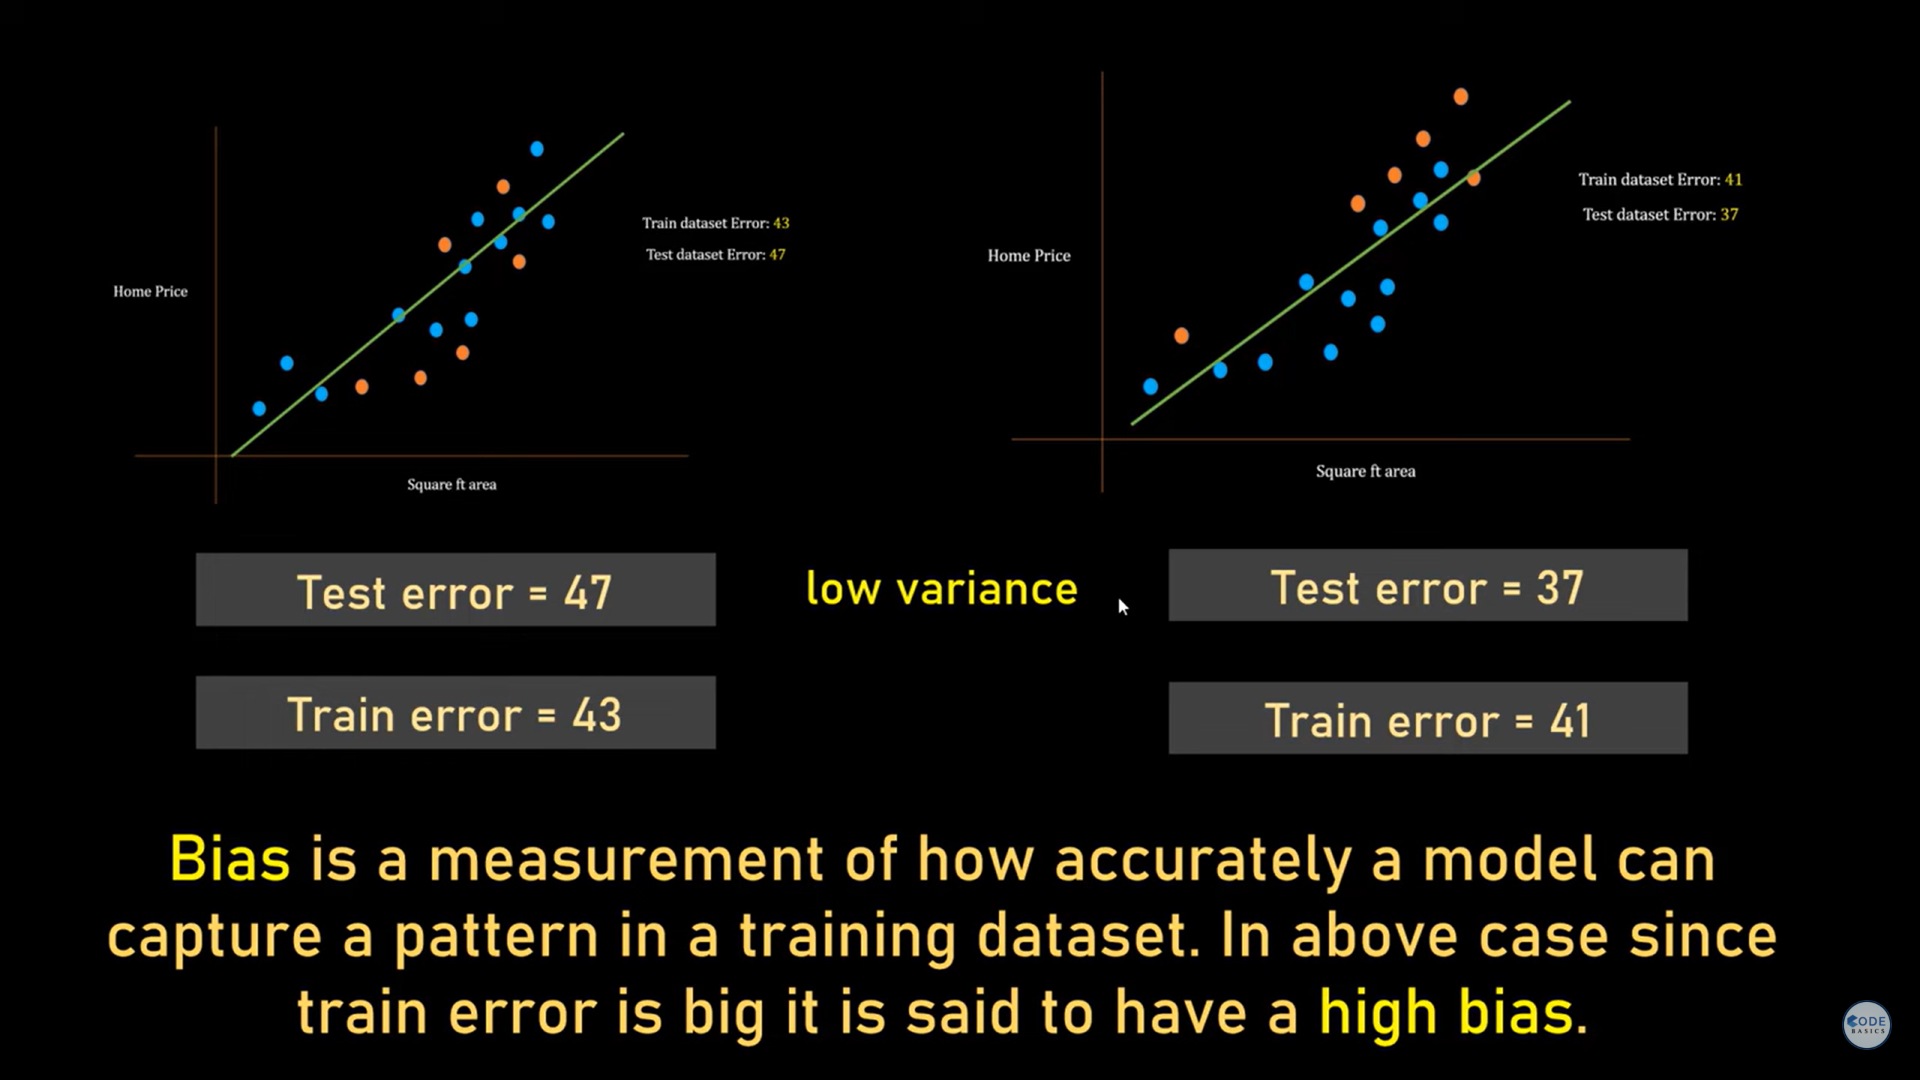 Train dataset Error: 43
Test dataset Error: 47
Home Price
Square ft area
Train dataset Error: 41
Test dataset Error: 37
Home Price
Square ft area
Test error = 47
low variance
Test error = 37
Train error = 43
Train error = 41
Bias is a measurement of how accurately a model can
capture a pattern in a training dataset. In above case since
train error is big it is said to have a high bias.
CODE
BASICS